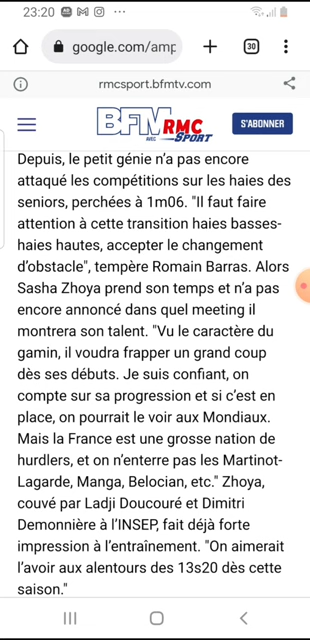 23:20
google.com/amp
30
rmcsport.bfmtv.com
BFM RMC
AVEC SPORT
S'ABONNER
Depuis, le petit génie n'a pas encore
attaqué les compétitions sur les haies des
seniors, perchées à 1m06. "Il faut faire
attention à cette transition haies basses-
haies hautes, accepter le changement
d'obstacle", tempère Romain Barras. Alors
Sasha Zhoya prend son temps et n'a pas
encore annoncé dans quel meeting il
montrera son talent. "Vu le caractère du
gamin, il voudra frapper un grand coup
dès ses débuts. Je suis confiant, on
compte sur sa progression et si c'est en
place, on pourrait le voir aux Mondiaux.
Mais la France est une grosse nation de
hurdlers, et on n'enterre pas les Martinot-
Lagarde, Manga, Belocian, etc." Zhoya,
couvé par Ladji Doucouré et Dimitri
Demonnière à l'INSEP, fait déjà forte
impression à l'entraînement. "On aimerait
l'avoir aux alentours des 13s20 dès cette
saison."